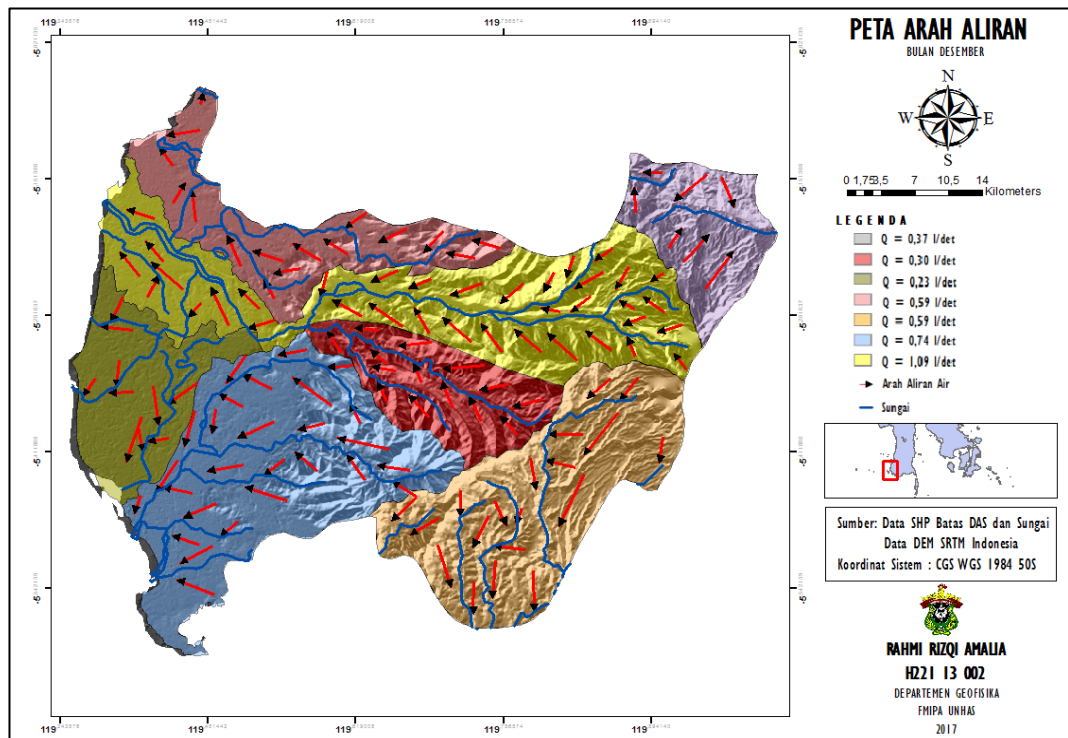 PETA ARAH ALIRAN
BULAN DESEMBER
N
W E
S
0 1,75 3,5 7 10,5 14
Kilometers
LEGENDA
Q = 0,37 l/det
Q = 0,30 l/det
Q = 0,23 l/det
Q = 0,59 l/det
Q = 0,59 l/det
Q = 0,74 l/det
Q = 1,09 l/det
Arah Aliran Air
Sungai
Sumber: Data SHP Batas DAS dan Sungai
Data DEM SRTM Indonesia
Koordinat Sistem : CGS WGS 1984 50S
RAHMI RIZQI AMALIA
H221 13 002
DEPARTEMEN GEOFISIKA
FMIPA UNHAS
2017